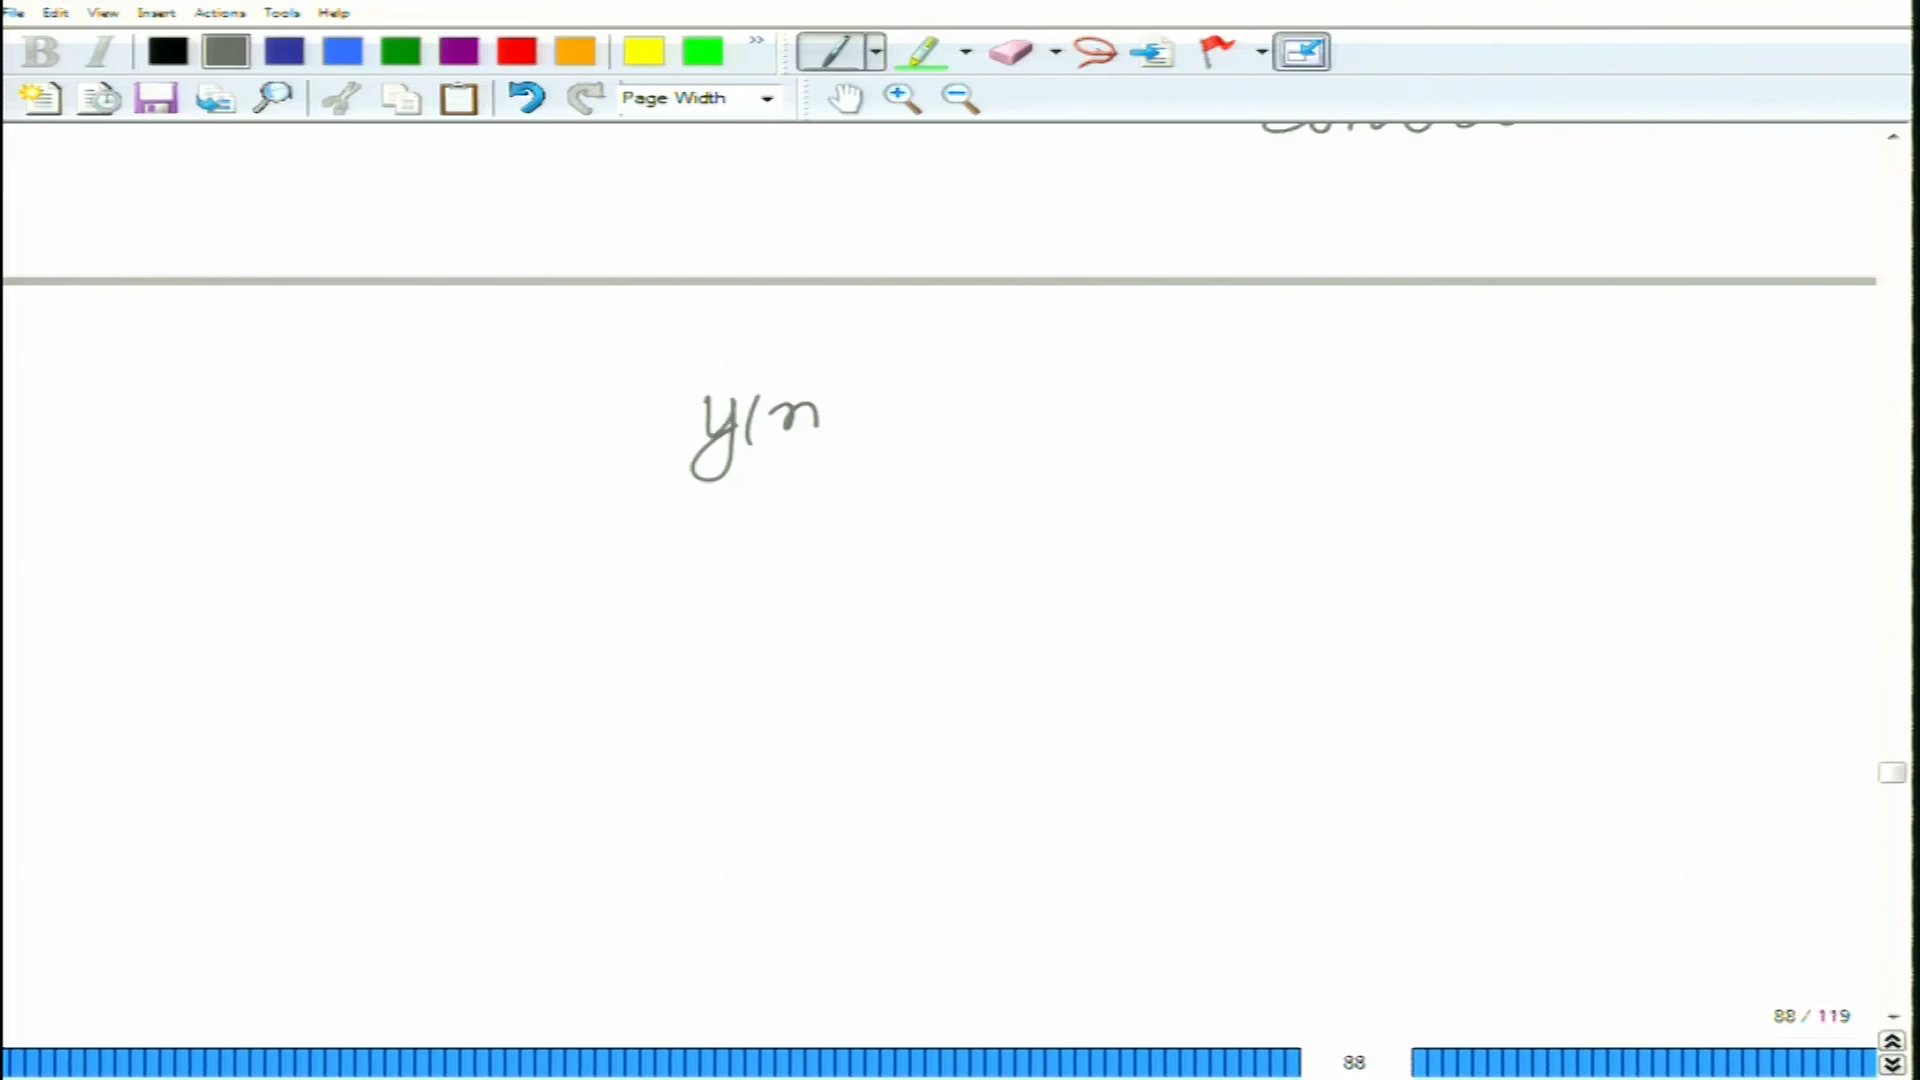 File Edit View Insert Actions Tools Help
B I
Page Width
y(n
88 / 119
88